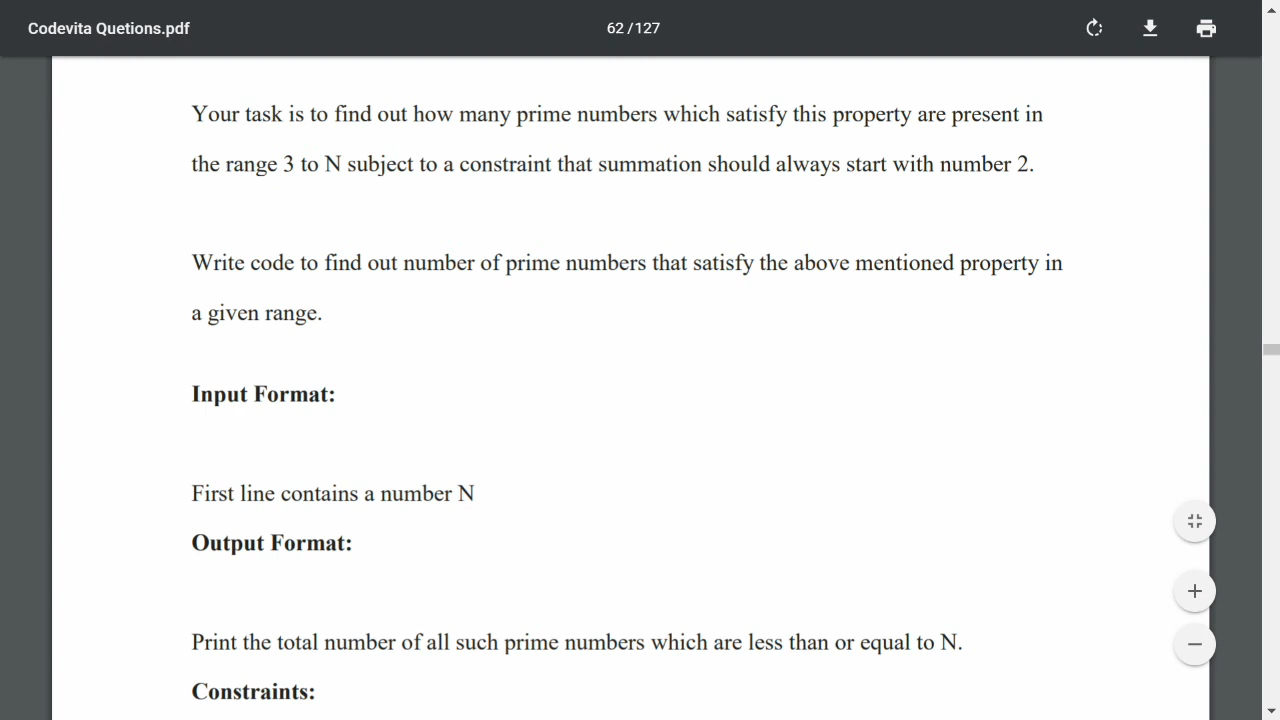 Codevita Quetions.pdf
62 / 127
Your task is to find out how many prime numbers which satisfy this property are present in
the range 3 to N subject to a constraint that summation should always start with number 2.
Write code to find out number of prime numbers that satisfy the above mentioned property in
a given range.
Input Format:
First line contains a number N
Output Format:
Print the total number of all such prime numbers which are less than or equal to N.
Constraints: